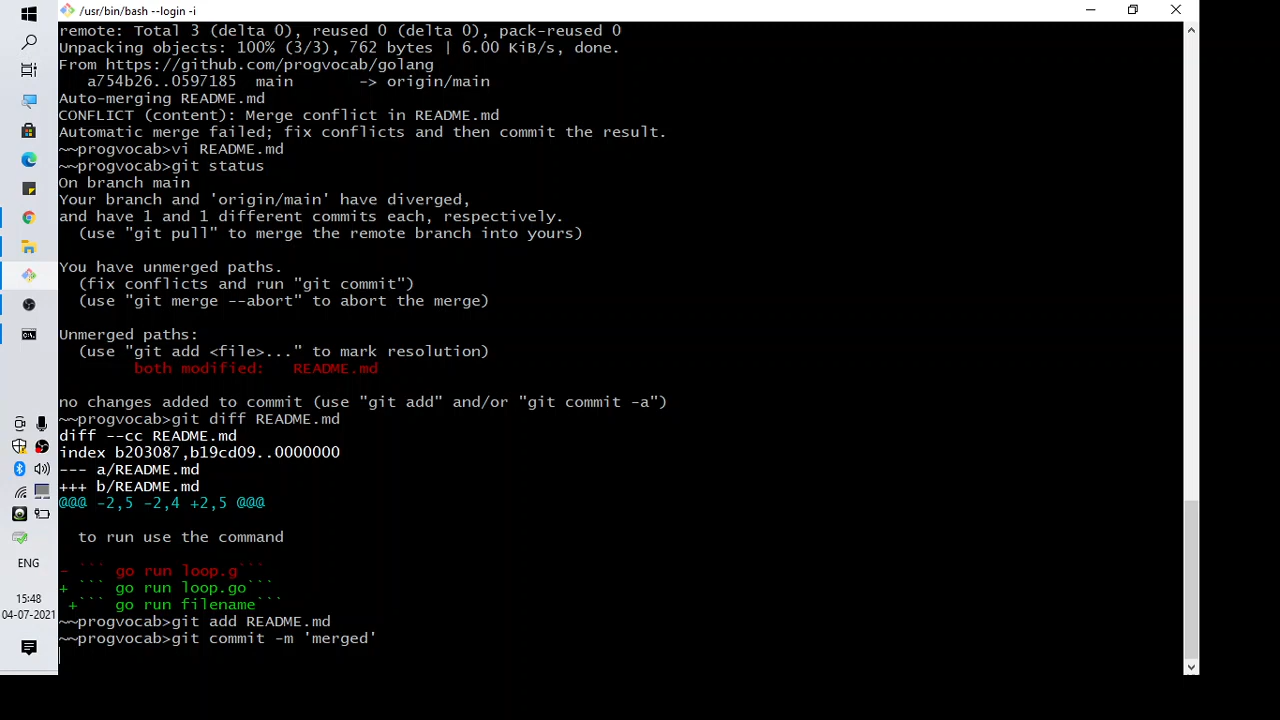 /usr/bin/bash --login -i
remote: Total 3 (delta 0), reused 0 (delta 0), pack-reused 0
Unpacking objects: 100% (3/3), 762 bytes | 6.00 KiB/s, done.
From https://github.com/progvocab/golang
   a754b26..0597185  main       -> origin/main
Auto-merging README.md
CONFLICT (content): Merge conflict in README.md
Automatic merge failed; fix conflicts and then commit the result.
~~progvocab>vi README.md
~~progvocab>git status
On branch main
Your branch and 'origin/main' have diverged,
and have 1 and 1 different commits each, respectively.
  (use "git pull" to merge the remote branch into yours)
You have unmerged paths.
  (fix conflicts and run "git commit")
  (use "git merge --abort" to abort the merge)
Unmerged paths:
  (use "git add <file>..." to mark resolution)
        both modified:   README.md
no changes added to commit (use "git add" and/or "git commit -a")
~~progvocab>git diff README.md
diff --cc README.md
index b203087,b19cd09..0000000
--- a/README.md
+++ b/README.md
@@@ -2,5 -2,4 +2,5 @@@
  to run use the command
- ``` go run loop.g```
+ ``` go run loop.go```
 +``` go run filename```
~~progvocab>git add README.md
~~progvocab>git commit -m 'merged'
ENG
15:48
04-07-2021